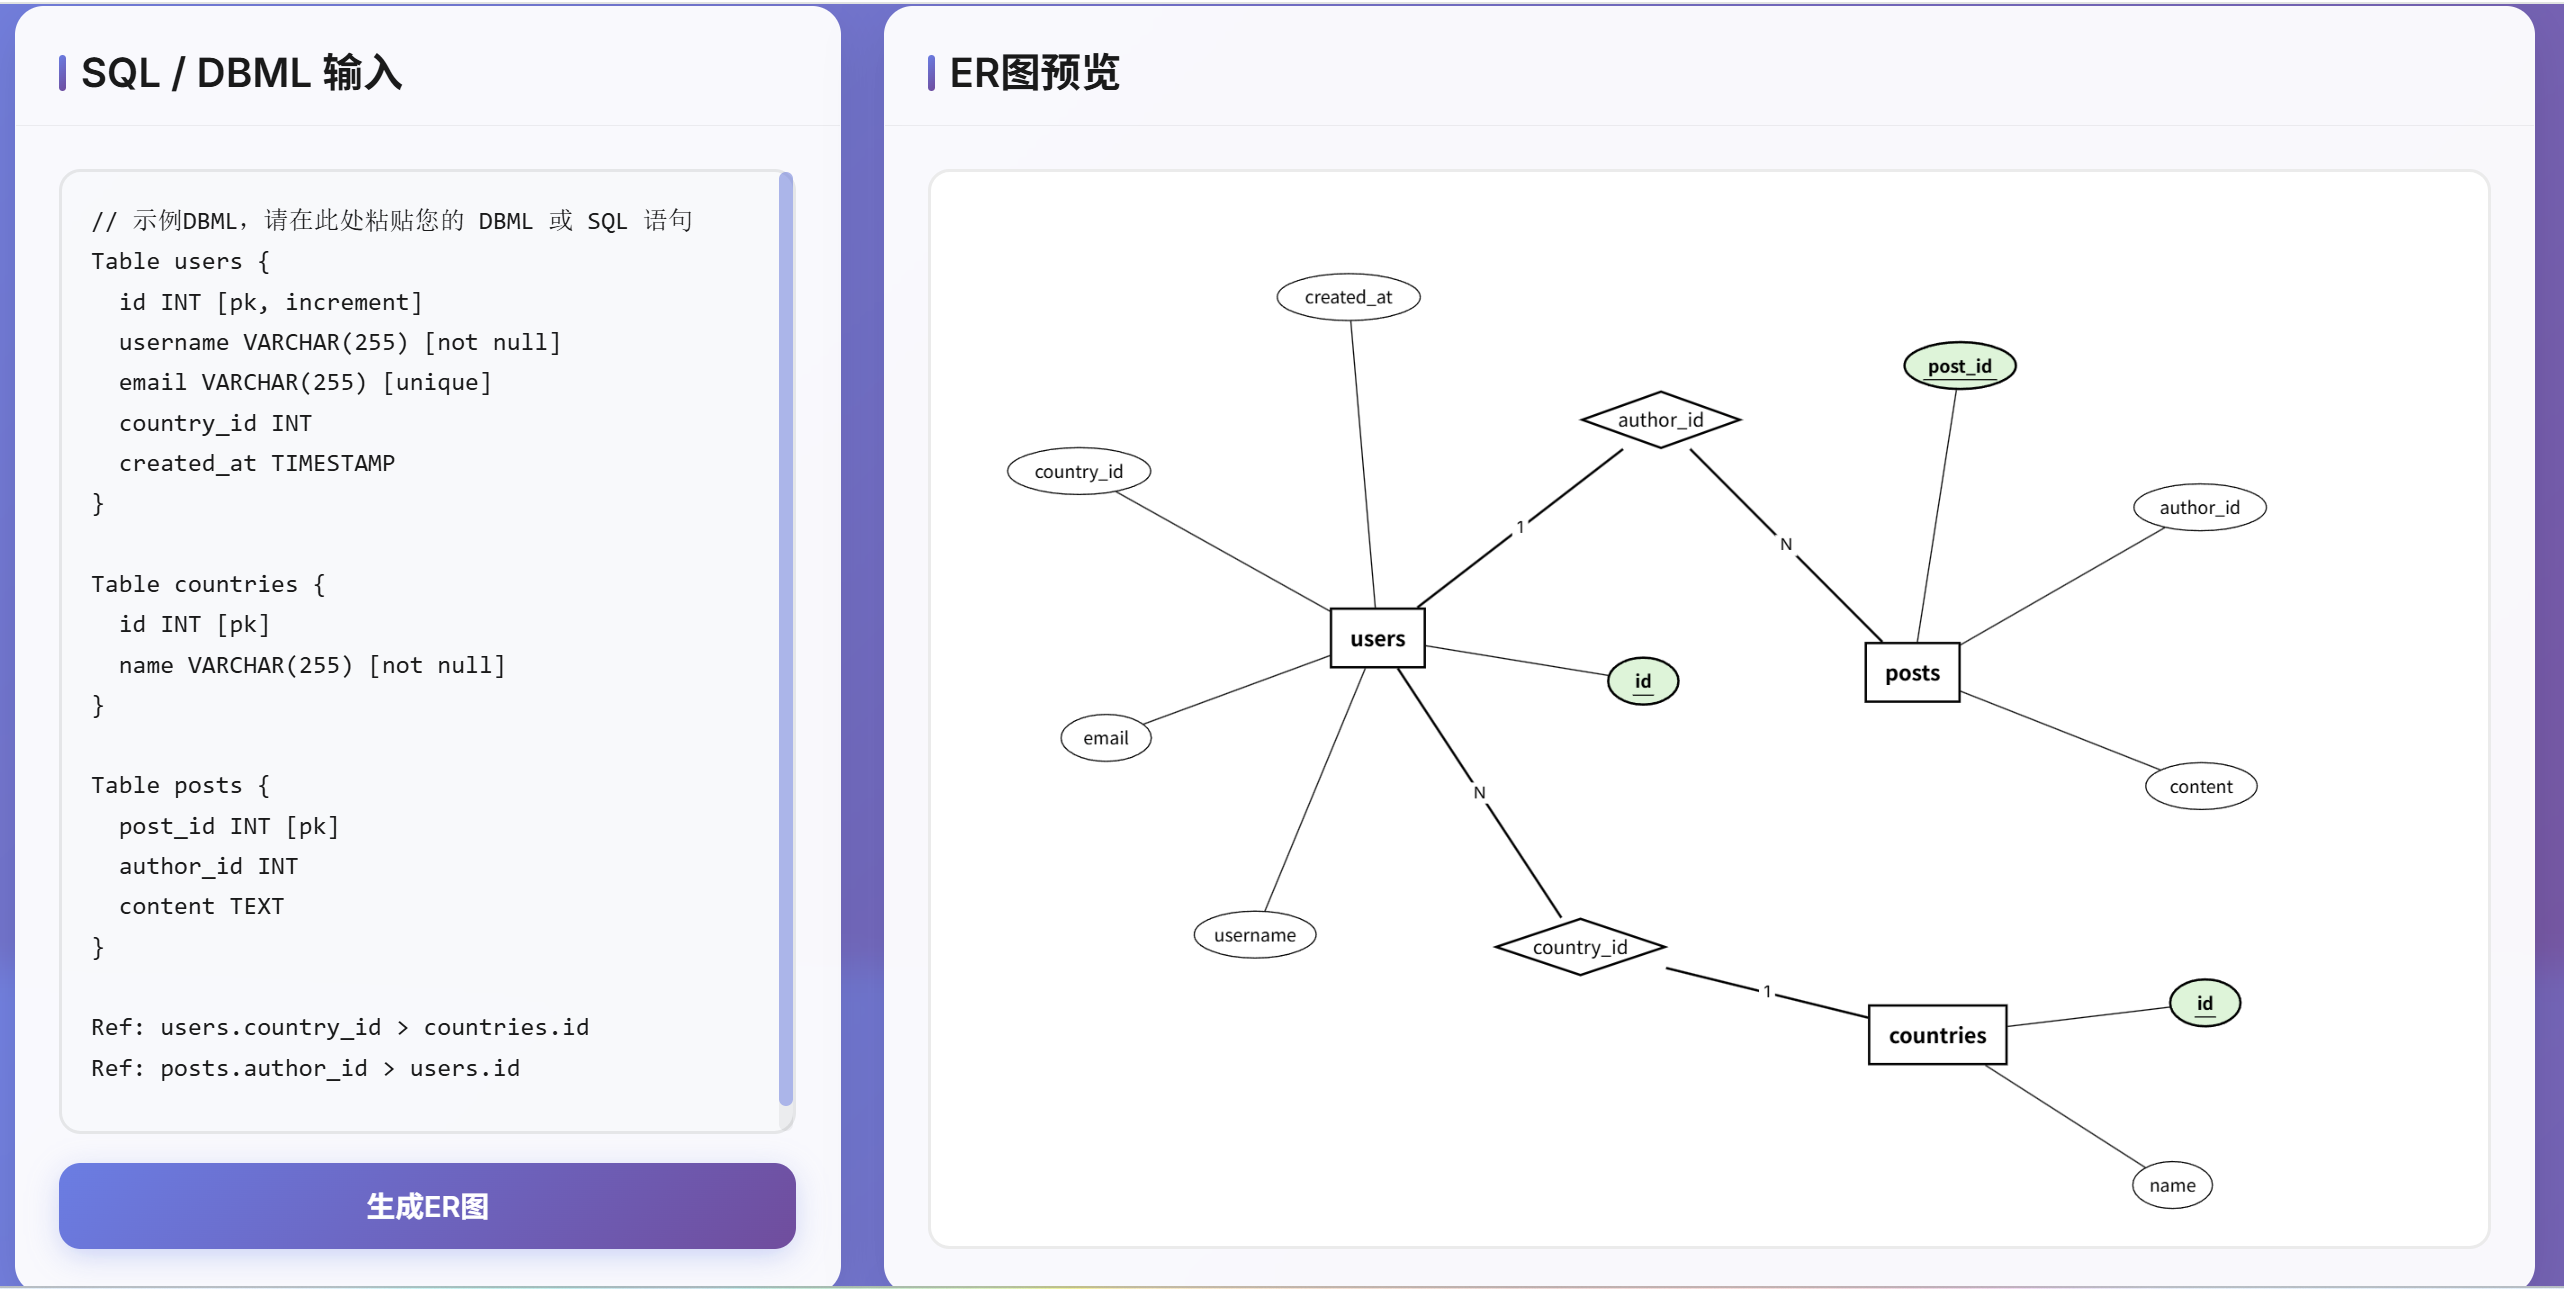 SQL / DBML 输入
// 示例DBML，请在此处粘贴您的 DBML 或 SQL 语句
Table users {
  id INT [pk, increment]
  username VARCHAR(255) [not null]
  email VARCHAR(255) [unique]
  country_id INT
  created_at TIMESTAMP
}

Table countries {
  id INT [pk]
  name VARCHAR(255) [not null]
}

Table posts {
  post_id INT [pk]
  author_id INT
  content TEXT
}

Ref: users.country_id > countries.id
Ref: posts.author_id > users.id
生成ER图
ER图预览
created_at
post_id
author_id
country_id
author_id
1
N
users
id
posts
email
content
N
username
country_id
1
id
countries
name